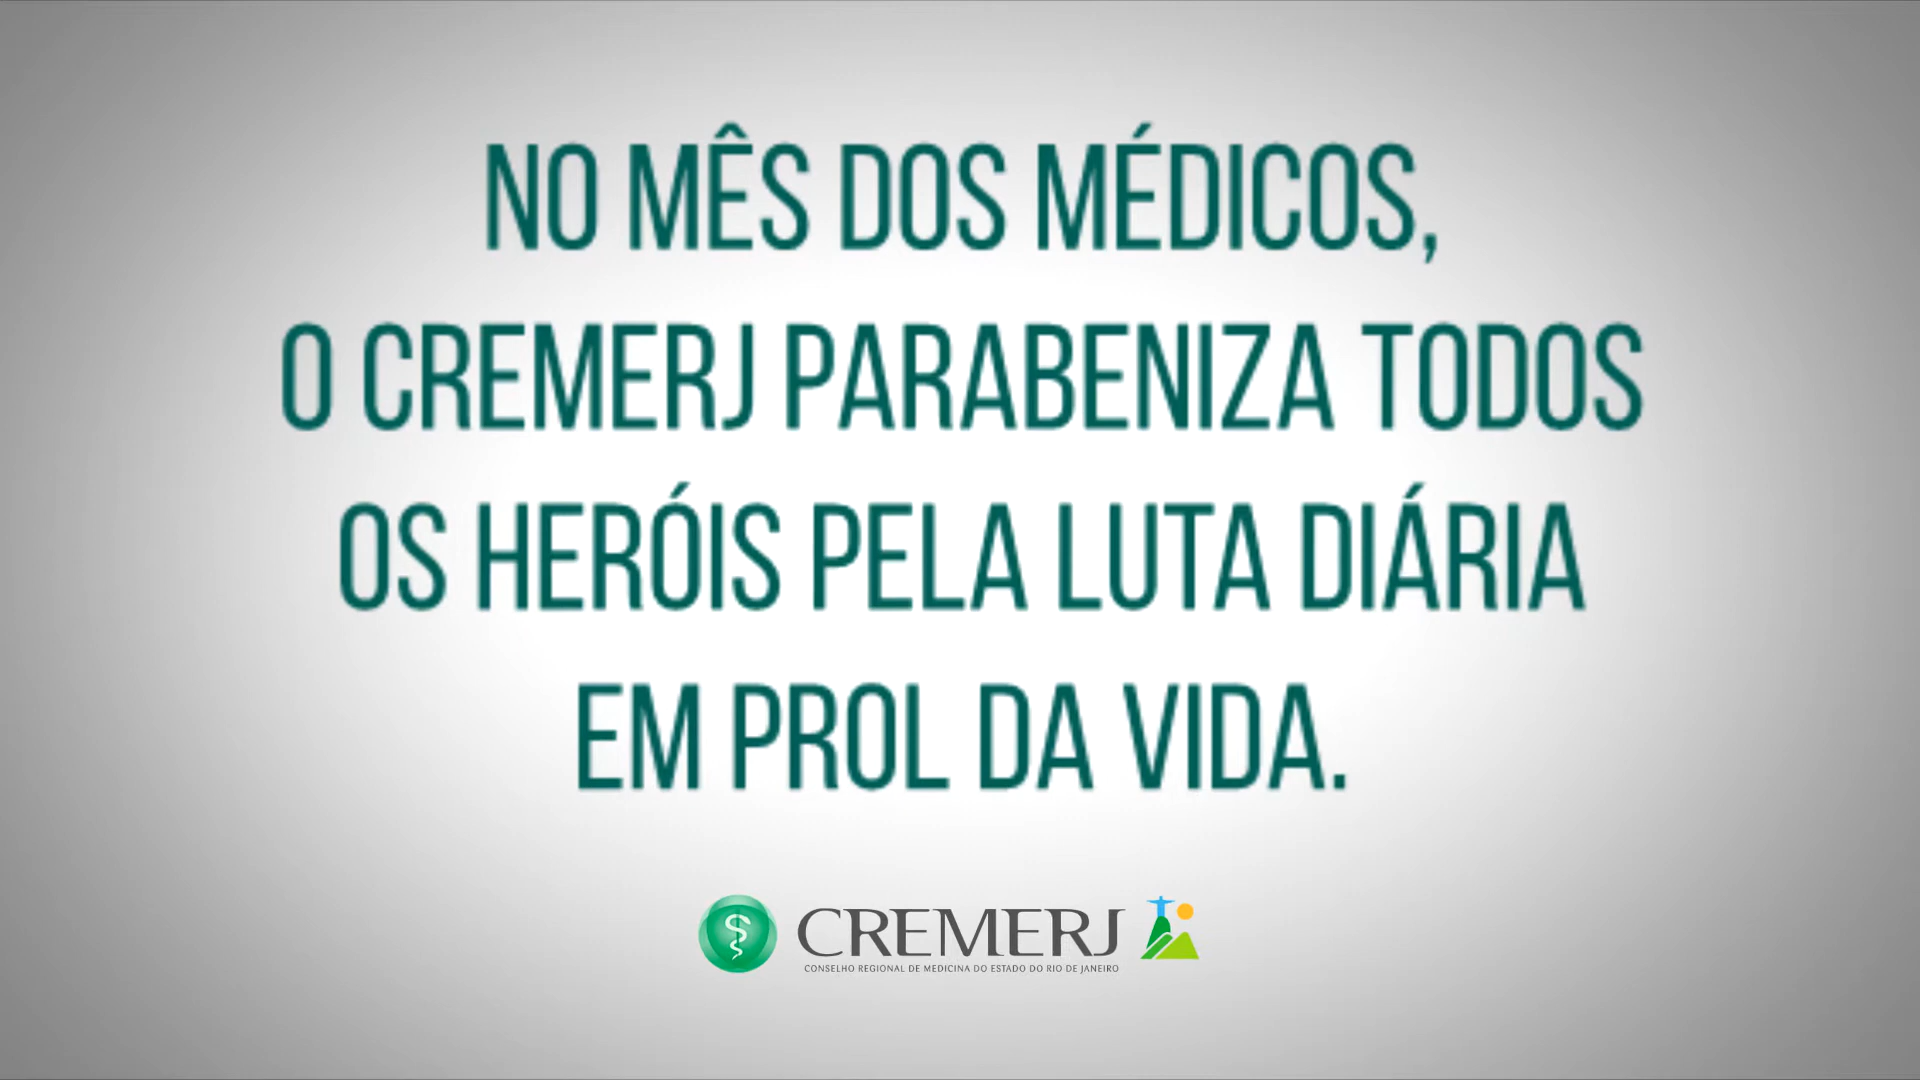 NO MÊS DOS MÉDICOS,
O CREMERJ PARABENIZA TODOS
OS HERÓIS PELA LUTA DIÁRIA
EM PROL DA VIDA.
CREMERJ
CONSELHO REGIONAL DE MEDICINA DO ESTADO DO RIO DE JANEIRO